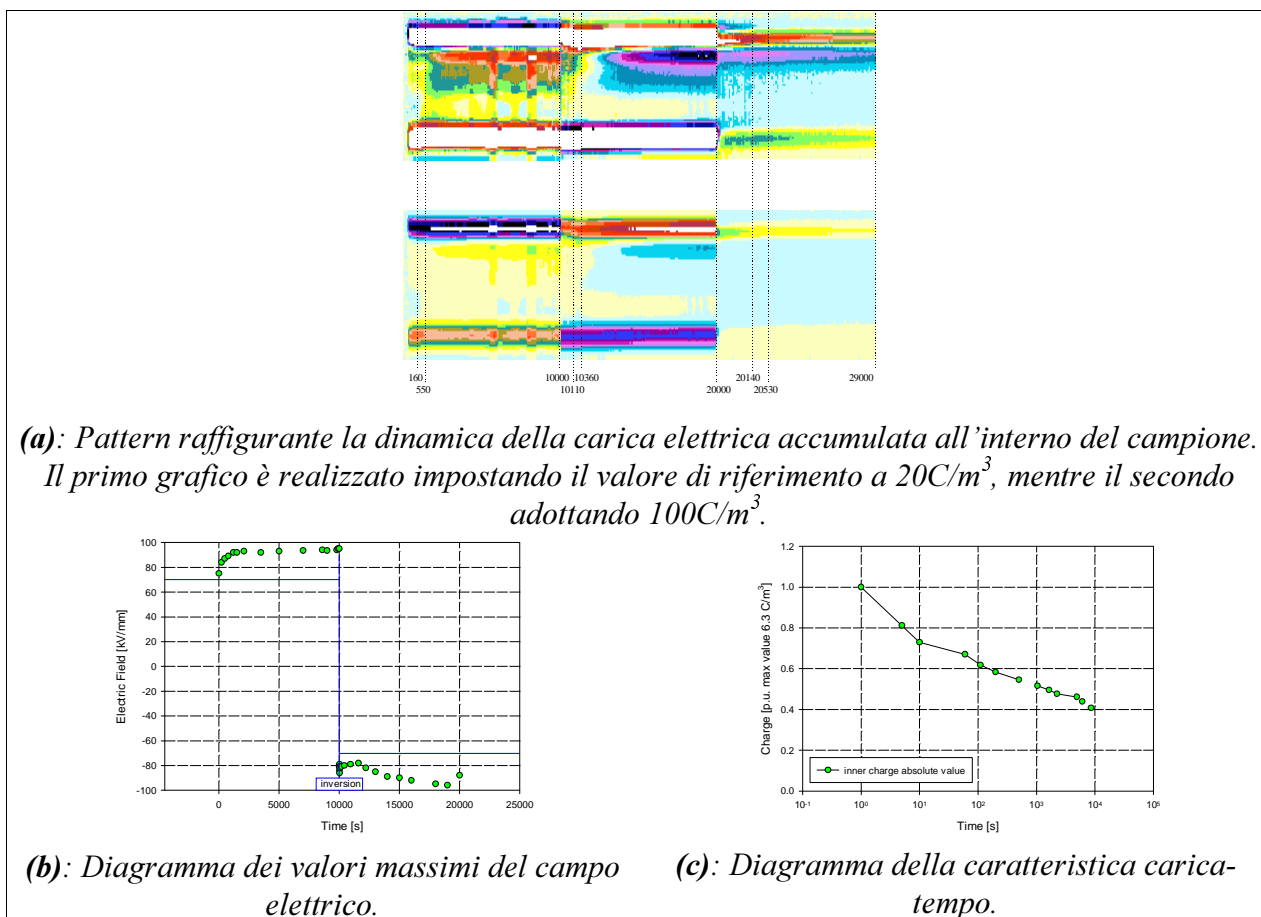 160 10000 10360 20140 29000
550 10110 20000 20530
(a): Pattern raffigurante la dinamica della carica elettrica accumulata all’interno del campione.
Il primo grafico è realizzato impostando il valore di riferimento a 20C/m³, mentre il secondo
adottando 100C/m³.
Electric Field [kV/mm]
100
80
60
40
20
0
-20
-40
-60
-80
-100
inversion
0 5000 10000 15000 20000 25000
Time [s]
(b): Diagramma dei valori massimi del campo
elettrico.
Charge [p.u. max value 6.3 C/m³]
1.2
1.0
0.8
0.6
0.4
0.2
0.0
inner charge absolute value
10⁻¹ 10⁰ 10¹ 10² 10³ 10⁴ 10⁵
Time [s]
(c): Diagramma della caratteristica carica-
tempo.